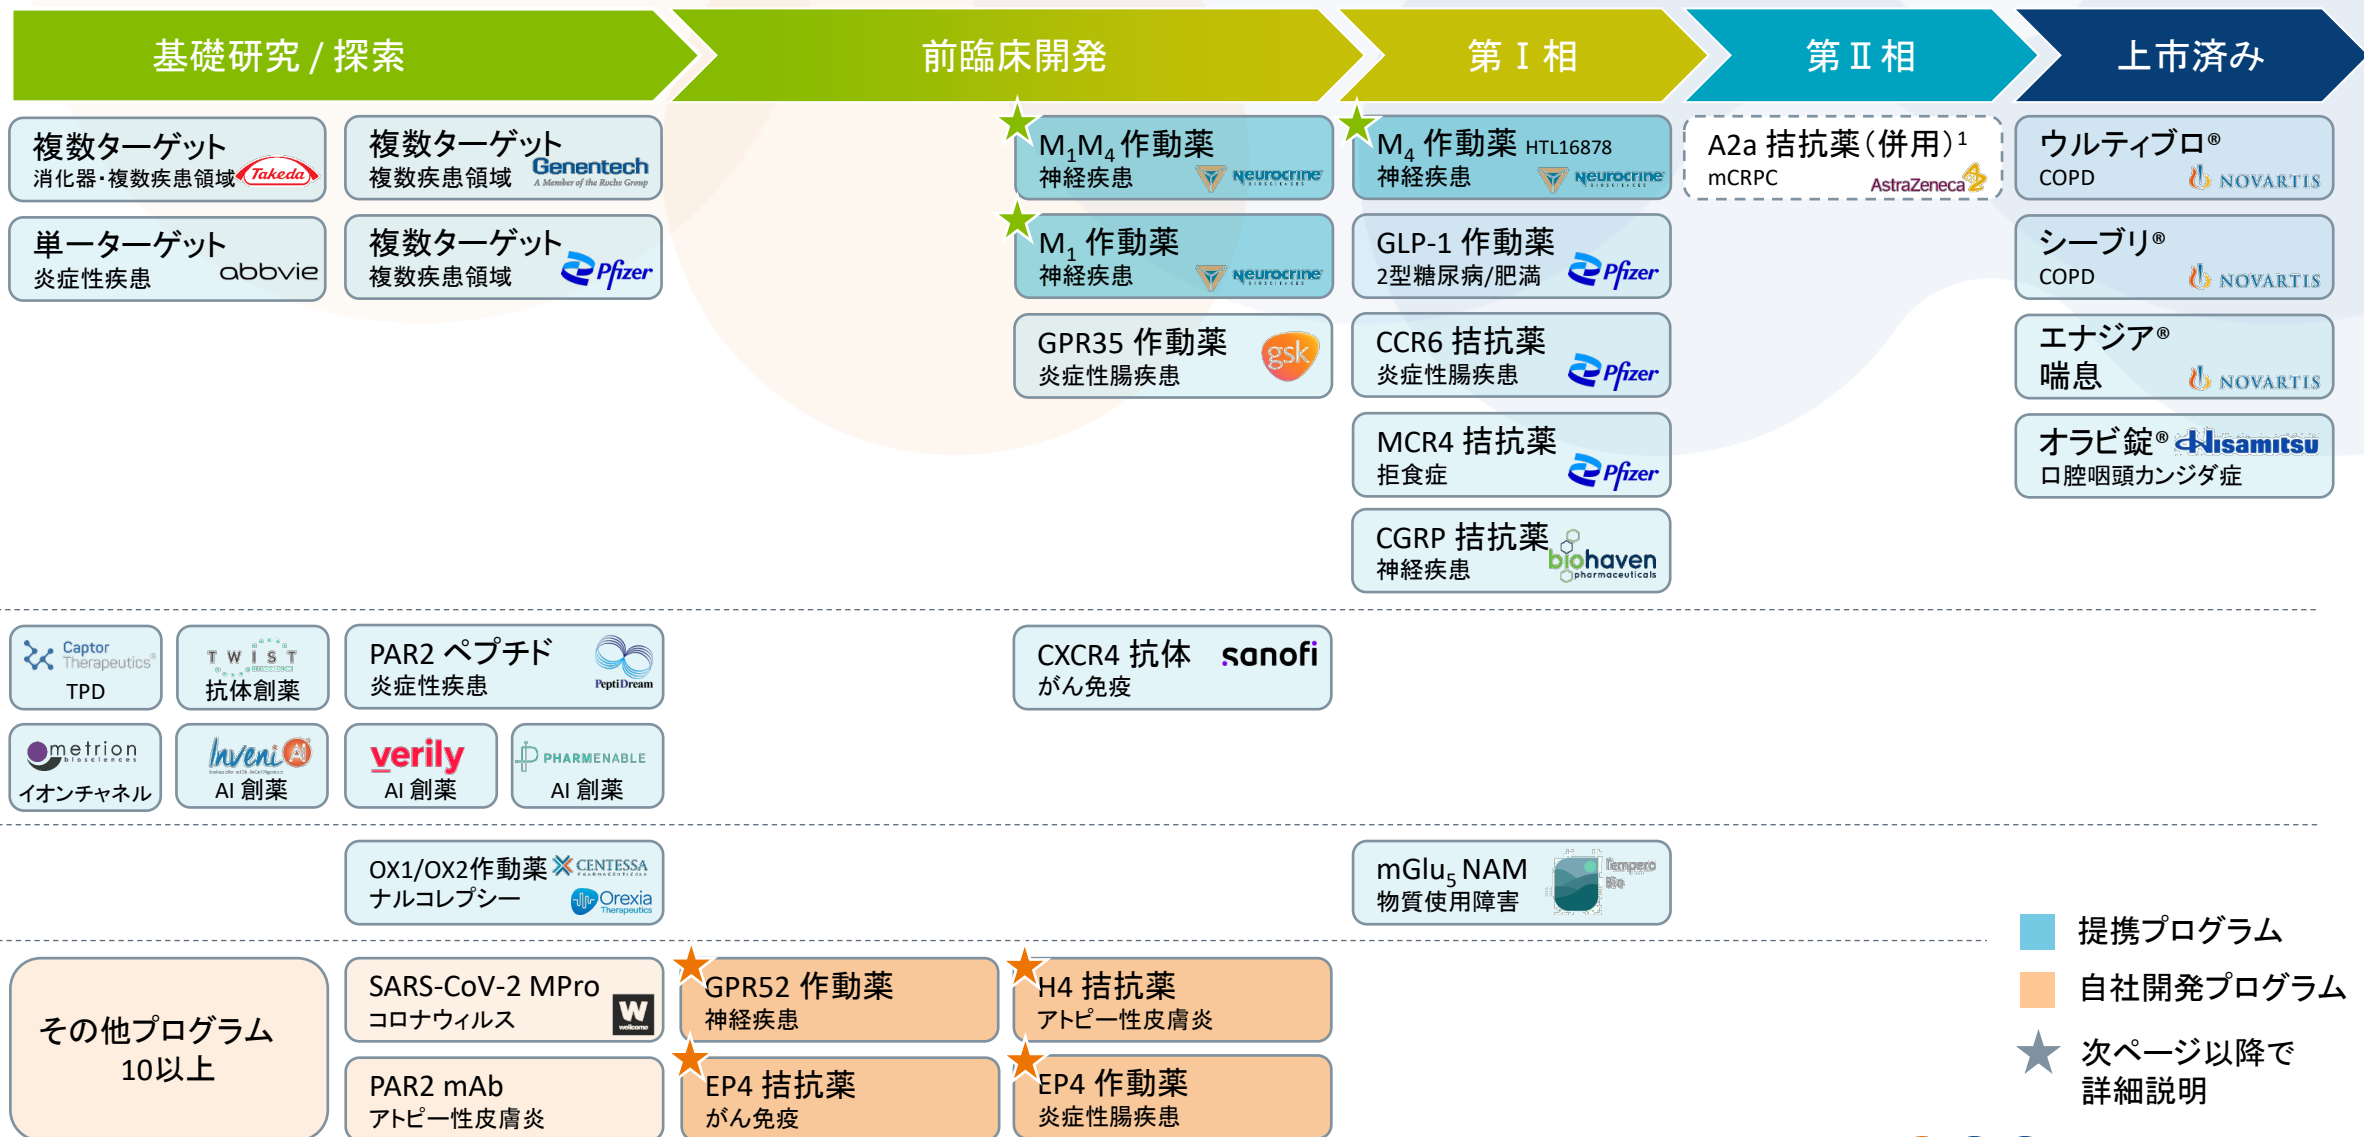 基礎研究 / 探索
前臨床開発
第Ⅰ相
第Ⅱ相
上市済み
複数ターゲット
消化器・複数疾患領域
Takeda
複数ターゲット
複数疾患領域
Genentech
A Member of the Roche Group
M1M4 作動薬
神経疾患
NEUROCRINE
BIOSCIENCES
M4 作動薬 HTL16878
神経疾患
NEUROCRINE
BIOSCIENCES
A2a 拮抗薬（併用）1
mCRPC
AstraZeneca
ウルティブロ®
COPD
NOVARTIS
単一ターゲット
炎症性疾患
abbvie
複数ターゲット
複数疾患領域
Pfizer
M1 作動薬
神経疾患
NEUROCRINE
BIOSCIENCES
GLP-1 作動薬
2型糖尿病/肥満
Pfizer
シーブリ®
COPD
NOVARTIS
GPR35 作動薬
炎症性腸疾患
gsk
CCR6 拮抗薬
炎症性腸疾患
Pfizer
エナジア®
喘息
NOVARTIS
MCR4 拮抗薬
拒食症
Pfizer
オラビ錠®
Hisamitsu
口腔咽頭カンジダ症
CGRP 拮抗薬
神経疾患
biohaven
pharmaceuticals
Captor
Therapeutics®
TPD
TWIST
抗体創薬
PAR2 ペプチド
炎症性疾患
PeptiDream
CXCR4 抗体
がん免疫
sanofi
metrion
biosciences
イオンチャネル
InveniAI
AI 創薬
verily
AI 創薬
PHARMENABLE
AI 創薬
OX1/OX2作動薬
ナルコレプシー
CENTESSA
PHARMACEUTICALS
Orexia
Therapeutics
mGlu5 NAM
物質使用障害
Tempero
Bio
その他プログラム
10以上
SARS-CoV-2 MPro
コロナウィルス
W
wellcome
GPR52 作動薬
神経疾患
H4 拮抗薬
アトピー性皮膚炎
PAR2 mAb
アトピー性皮膚炎
EP4 拮抗薬
がん免疫
EP4 作動薬
炎症性腸疾患
提携プログラム
自社開発プログラム
次ページ以降で
詳細説明